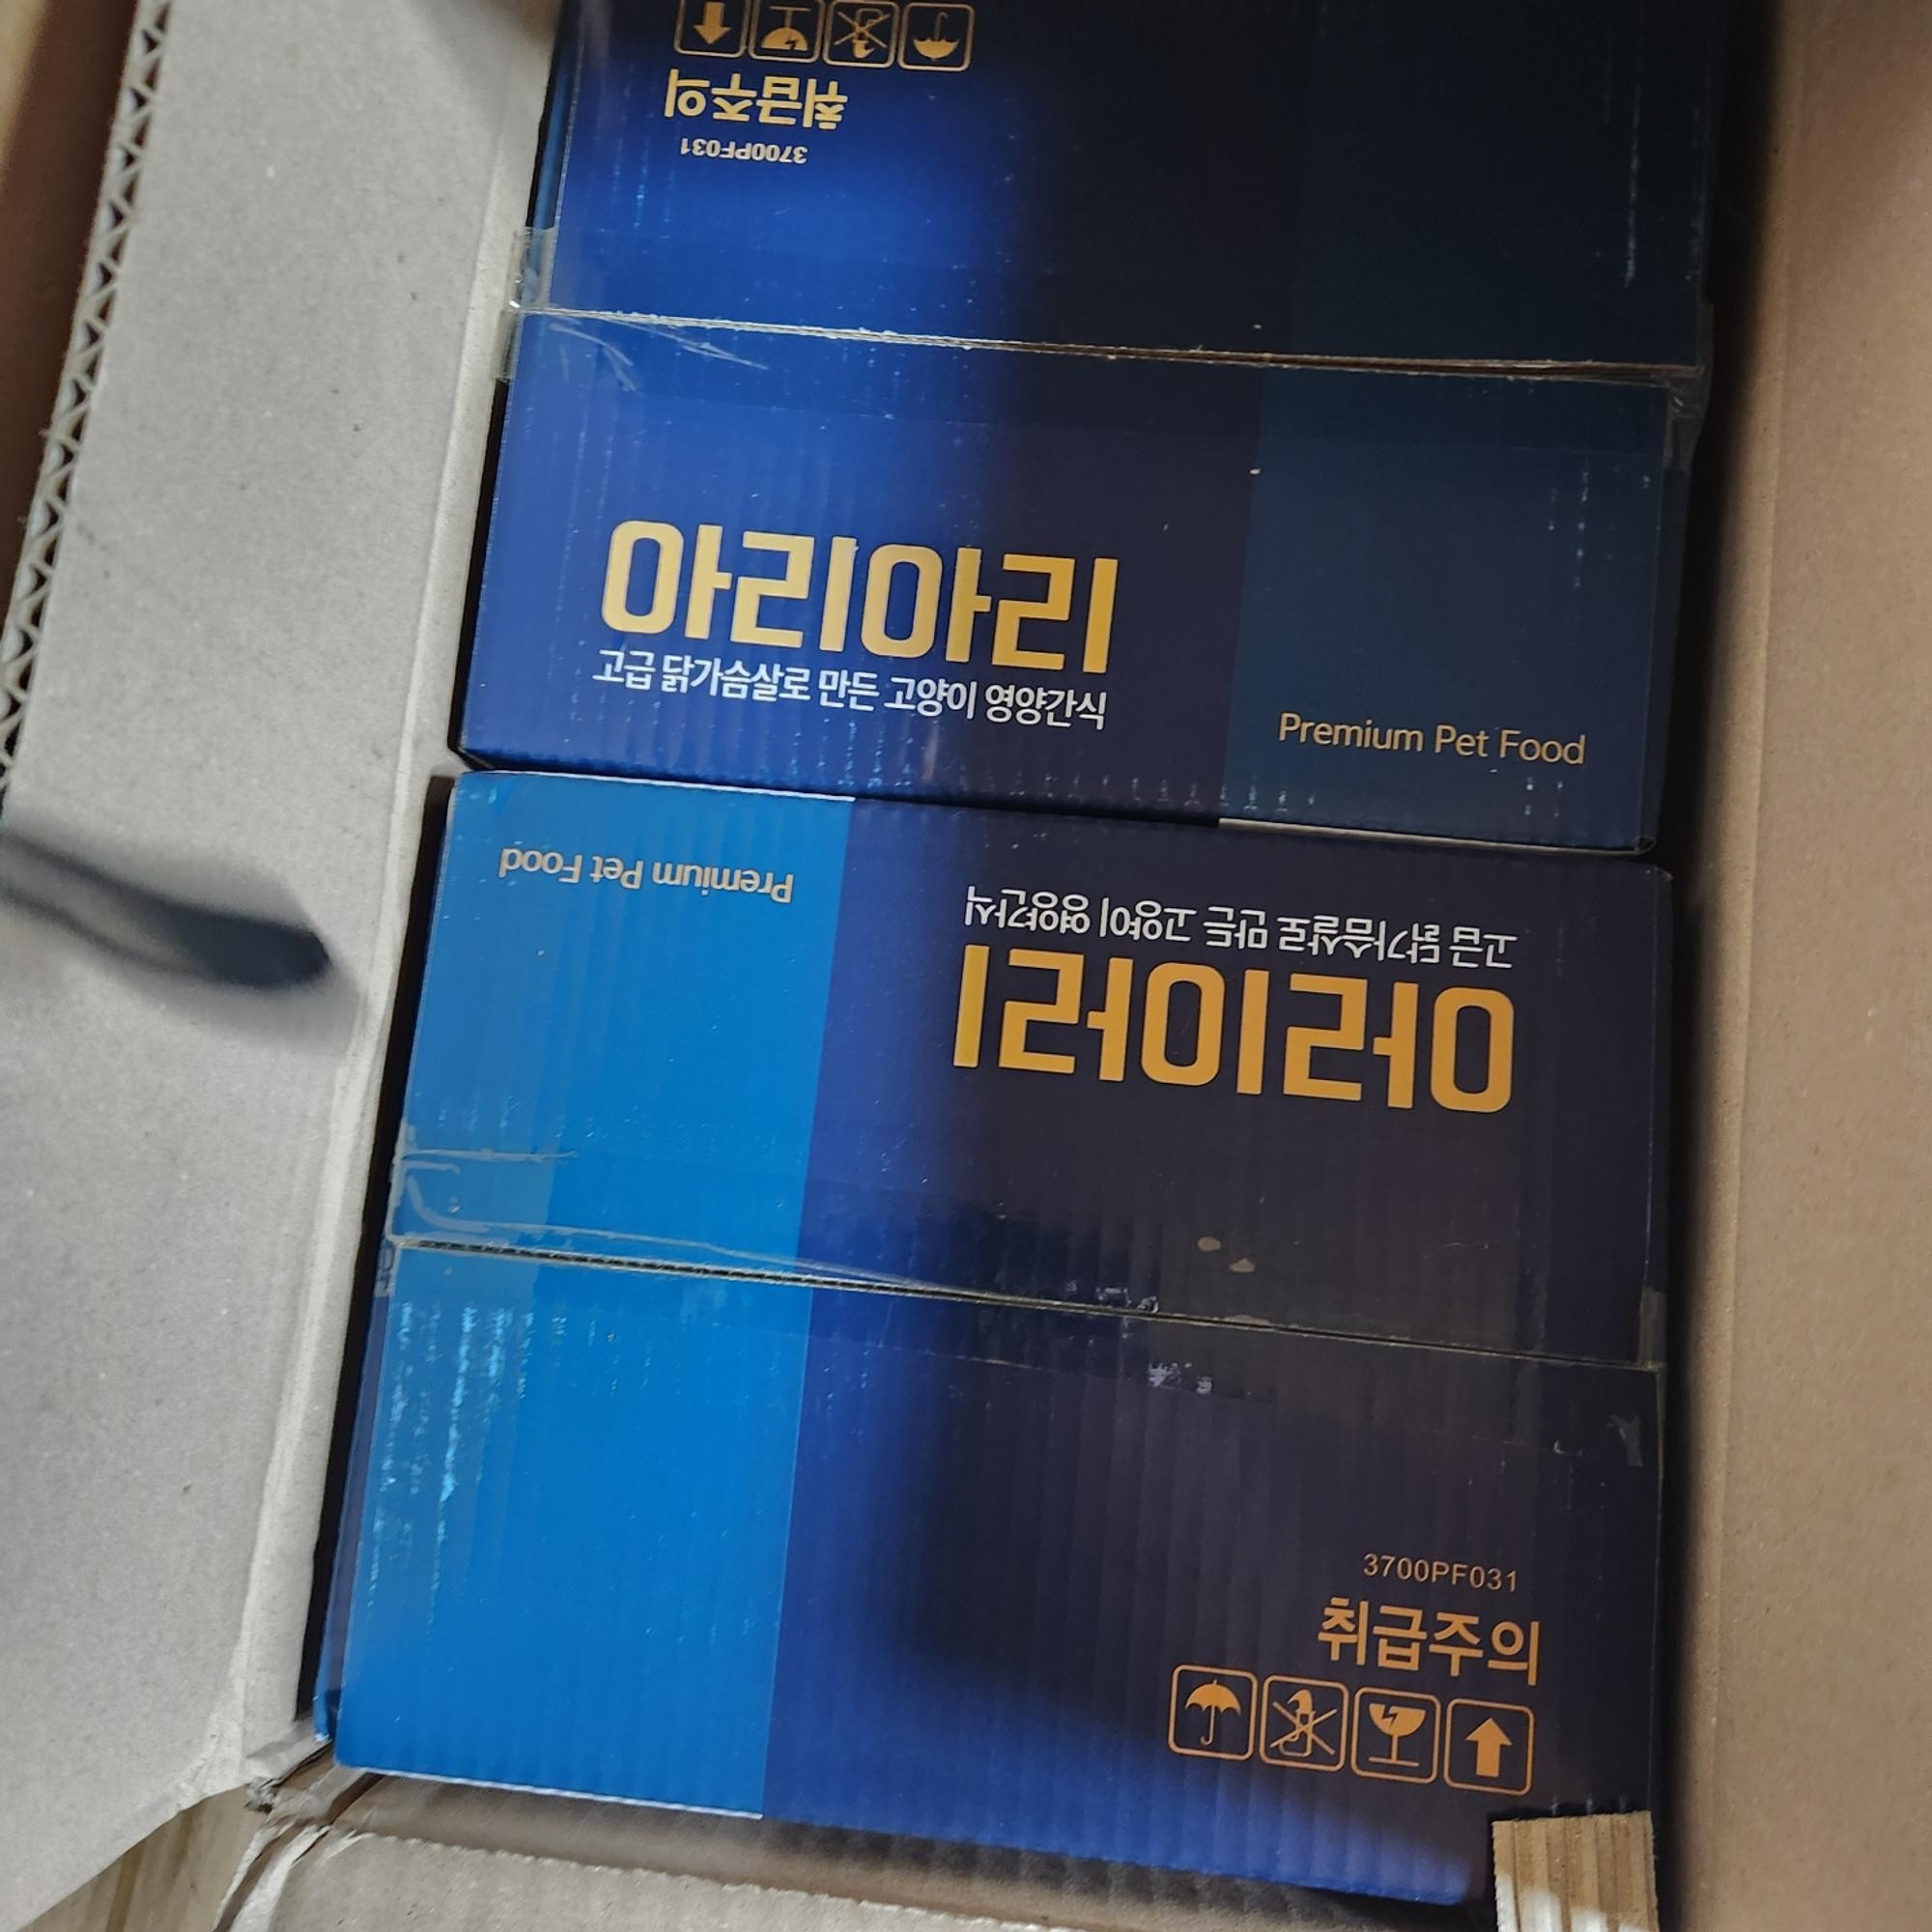 취급주의
3700PF031
아리아리
고급 닭가슴살로 만든 고양이 영양간식
Premium Pet Food
아리아리
고급 닭가슴살로 만든 고양이 영양간식
Premium Pet Food
3700PF031
취급주의